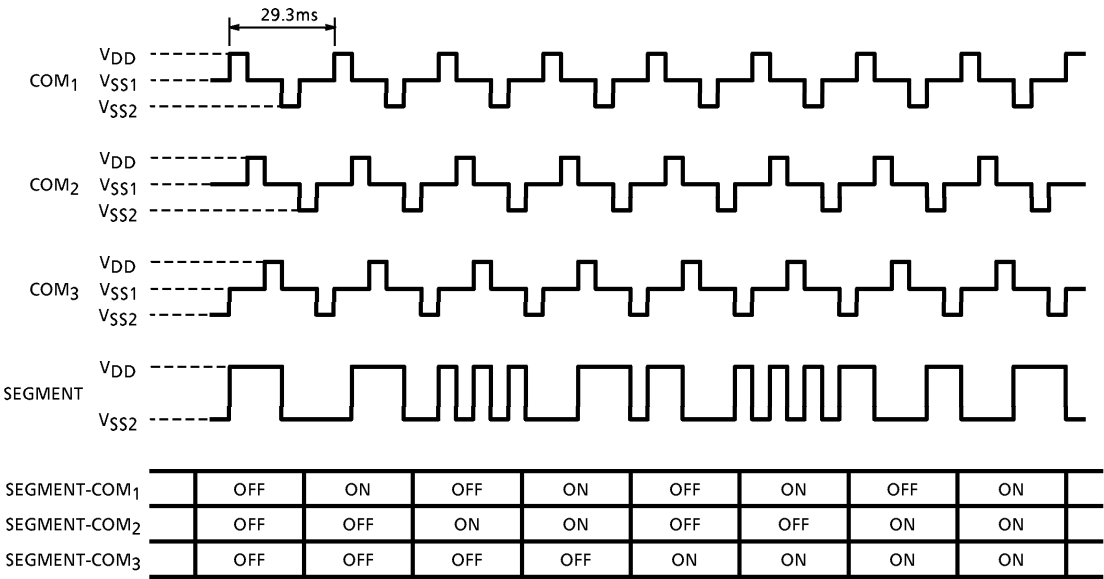 29.3ms
VDD
COM1 VSS1
VSS2
VDD
COM2 VSS1
VSS2
VDD
COM3 VSS1
VSS2
VDD
SEGMENT
VSS2
SEGMENT-COM1 OFF ON OFF ON OFF ON OFF ON
SEGMENT-COM2 OFF OFF ON ON OFF OFF ON ON
SEGMENT-COM3 OFF OFF OFF OFF ON ON ON ON